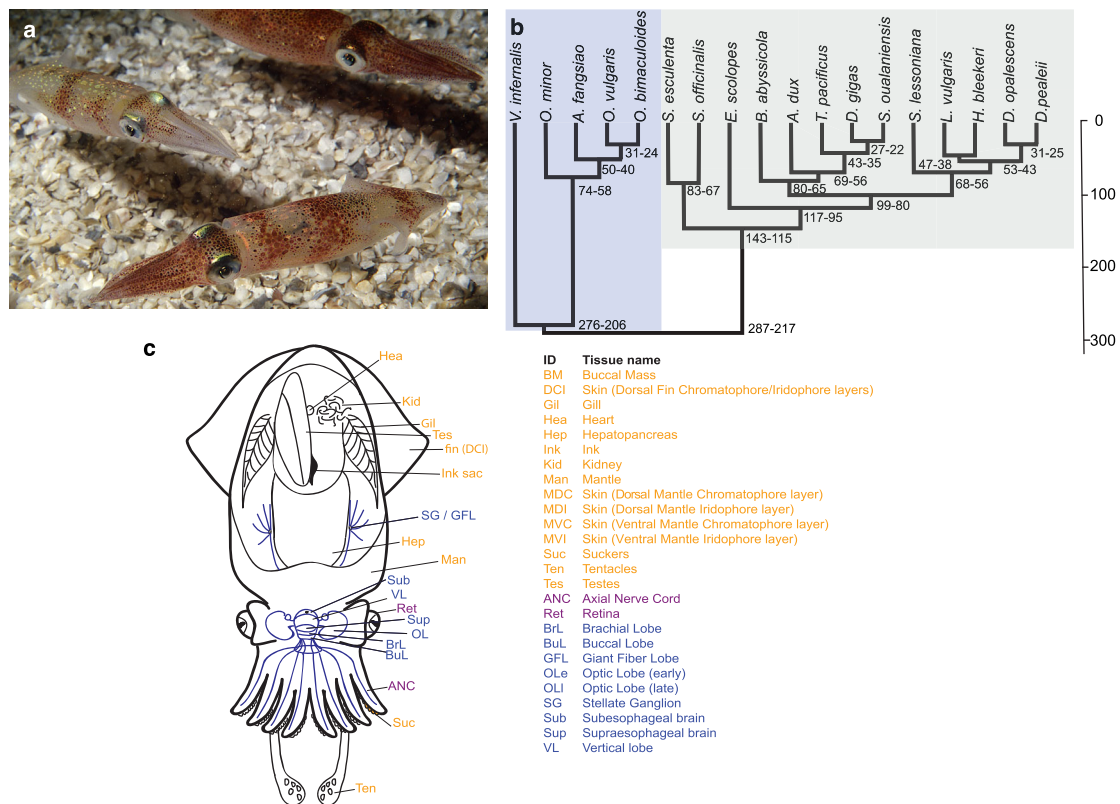 a
b
V. infernalis
O. minor
A. fangsiao
O. vulgaris
O. bimaculoides
S. esculenta
S. officinalis
E. scolopes
B. abyssicola
A. dux
T. pacificus
D. gigas
S. oualaniensis
S. lessoniana
L. vulgaris
H. bleekeri
D. opalescens
D.pealeii
0
100
200
300
31-24
50-40
74-58
276-206
83-67
27-22
43-35
69-56
80-65
99-80
117-95
143-115
287-217
47-38
68-56
53-43
31-25
c
Hea
Kid
Gil
Tes
fin (DCI)
Ink sac
SG / GFL
Hep
Man
Sub
VL
Ret
Sup
OL
BrL
BuL
ANC
Suc
Ten
ID Tissue name
BM Buccal Mass
DCI Skin (Dorsal Fin Chromatophore/Iridophore layers)
Gil Gill
Hea Heart
Hep Hepatopancreas
Ink Ink
Kid Kidney
Man Mantle
MDC Skin (Dorsal Mantle Chromatophore layer)
MDI Skin (Dorsal Mantle Iridophore layer)
MVC Skin (Ventral Mantle Chromatophore layer)
MVI Skin (Ventral Mantle Iridophore layer)
Suc Suckers
Ten Tentacles
Tes Testes
ANC Axial Nerve Cord
Ret Retina
BrL Brachial Lobe
BuL Buccal Lobe
GFL Giant Fiber Lobe
OLe Optic Lobe (early)
OLl Optic Lobe (late)
SG Stellate Ganglion
Sub Subesophageal brain
Sup Supraesophageal brain
VL Vertical lobe